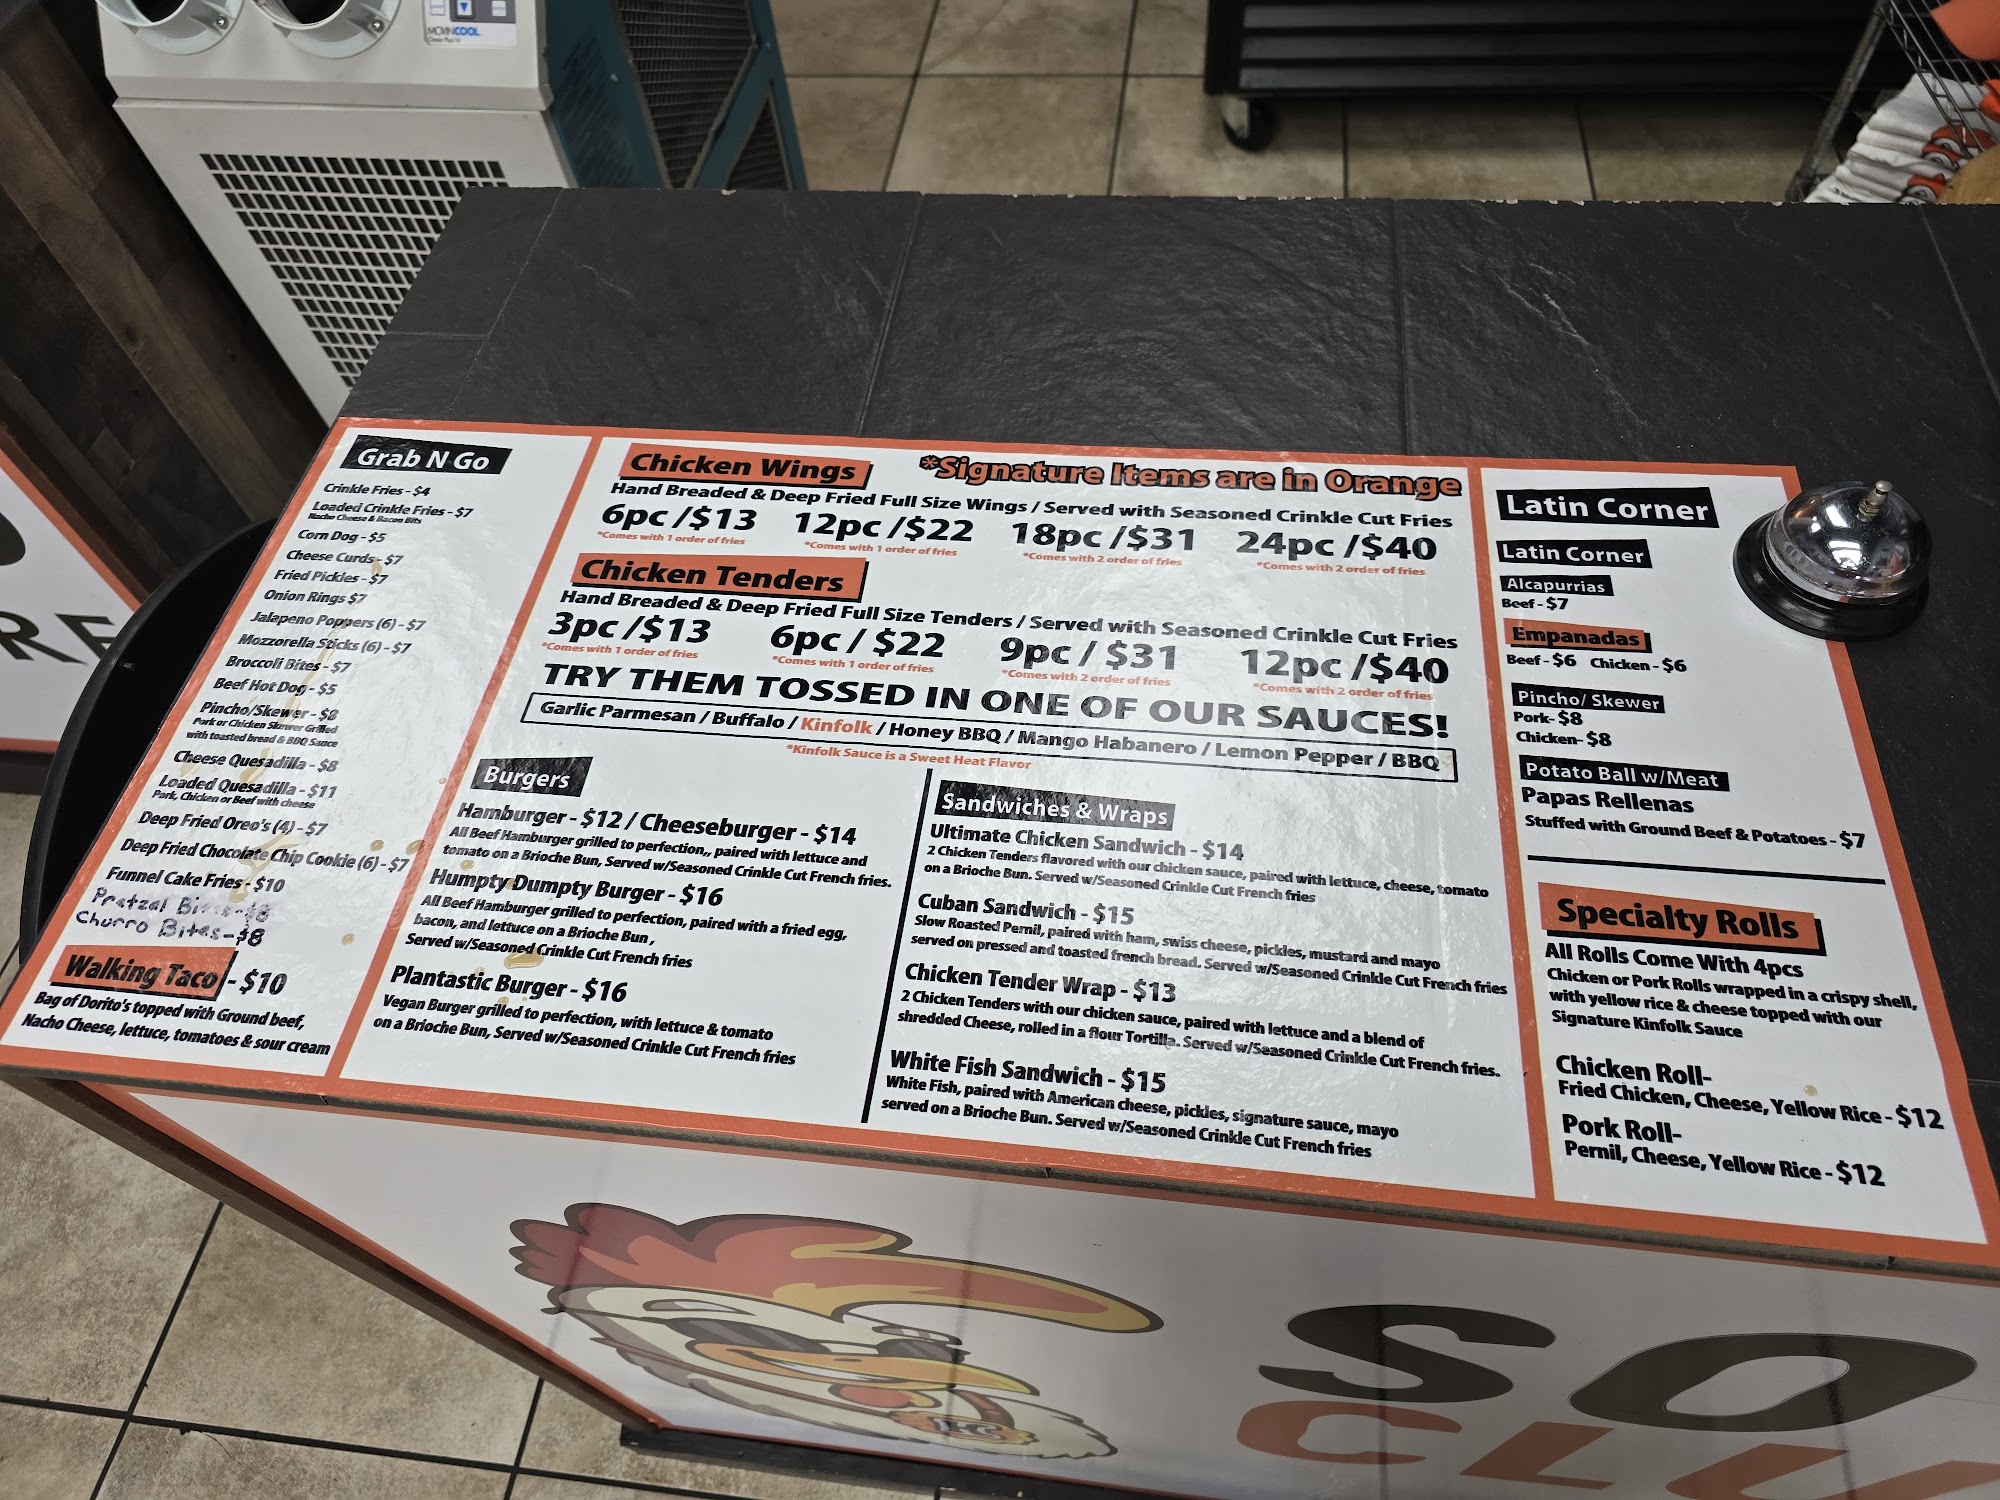 MOVINCOOL
Classic Plus 14
Grab N Go
Crinkle Fries - $4
Loaded Crinkle Fries - $7
Nacho Cheese & Bacon Bits
Corn Dog - $5
Cheese Curds - $7
Fried Pickles - $7
Onion Rings $7
Jalapeno Poppers (6) - $7
Mozzorella Sticks (6) - $7
Broccoli Bites - $7
Beef Hot Dog - $5
Pincho/Skewer - $8
Pork or Chicken Skewer Grilled
with toasted bread & BBQ Sauce
Cheese Quesadilla - $8
Loaded Quesadilla - $11
Pork, Chicken or Beef with cheese
Deep Fried Oreo's (4) - $7
Deep Fried Chocolate Chip Cookie (6) - $7
Funnel Cake Fries - $10
Pretzal Bites - $8
Churro Bites - $8
Walking Taco - $10
Bag of Dorito's topped with Ground beef,
Nacho Cheese, lettuce, tomatoes & sour cream
Chicken Wings
*Signature Items are in Orange
Hand Breaded & Deep Fried Full Size Wings / Served with Seasoned Crinkle Cut Fries
6pc /$13 12pc /$22 18pc /$31 24pc /$40
*Comes with 1 order of fries *Comes with 1 order of fries *Comes with 2 order of fries *Comes with 2 order of fries
Chicken Tenders
Hand Breaded & Deep Fried Full Size Tenders / Served with Seasoned Crinkle Cut Fries
3pc /$13 6pc / $22 9pc / $31 12pc /$40
*Comes with 1 order of fries *Comes with 1 order of fries *Comes with 2 order of fries *Comes with 2 order of fries
TRY THEM TOSSED IN ONE OF OUR SAUCES!
Garlic Parmesan / Buffalo / Kinfolk / Honey BBQ / Mango Habanero / Lemon Pepper / BBQ
*Kinfolk Sauce is a Sweet Heat Flavor
Burgers
Hamburger - $12 / Cheeseburger - $14
All Beef Hamburger grilled to perfection,, paired with lettuce and
tomato on a Brioche Bun, Served w/Seasoned Crinkle Cut French fries.
Humpty Dumpty Burger - $16
All Beef Hamburger grilled to perfection, paired with a fried egg,
bacon, and lettuce on a Brioche Bun ,
Served w/Seasoned Crinkle Cut French fries
Plantastic Burger - $16
Vegan Burger grilled to perfection, with lettuce & tomato
on a Brioche Bun, Served w/Seasoned Crinkle Cut French fries
Sandwiches & Wraps
Ultimate Chicken Sandwich - $14
2 Chicken Tenders flavored with our chicken sauce, paired with lettuce, cheese, tomato
on a Brioche Bun. Served w/Seasoned Crinkle Cut French fries
Cuban Sandwich - $15
Slow Roasted Pernil, paired with ham, swiss cheese, pickles, mustard and mayo
served on pressed and toasted french bread. Served w/Seasoned Crinkle Cut French fries
Chicken Tender Wrap - $13
2 Chicken Tenders with our chicken sauce, paired with lettuce and a blend of
shredded Cheese, rolled in a flour Tortilla. Served w/Seasoned Crinkle Cut French fries.
White Fish Sandwich - $15
White Fish, paired with American cheese, pickles, signature sauce, mayo
served on a Brioche Bun. Served w/Seasoned Crinkle Cut French fries
Latin Corner
Latin Corner
Alcapurrias
Beef - $7
Empanadas
Beef - $6 Chicken - $6
Pincho/ Skewer
Pork- $8
Chicken- $8
Potato Ball w/Meat
Papas Rellenas
Stuffed with Ground Beef & Potatoes - $7
Specialty Rolls
All Rolls Come With 4pcs
Chicken or Pork Rolls wrapped in a crispy shell,
with yellow rice & cheese topped with our
Signature Kinfolk Sauce
Chicken Roll-
Fried Chicken, Cheese, Yellow Rice - $12
Pork Roll-
Pernil, Cheese, Yellow Rice - $12
SO
CLU